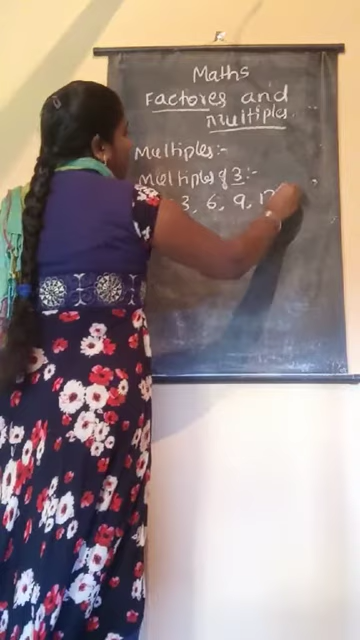 Maths
Factores and
multiples
Multiples:-
Multiples of 3:-
3, 6, 9, 12